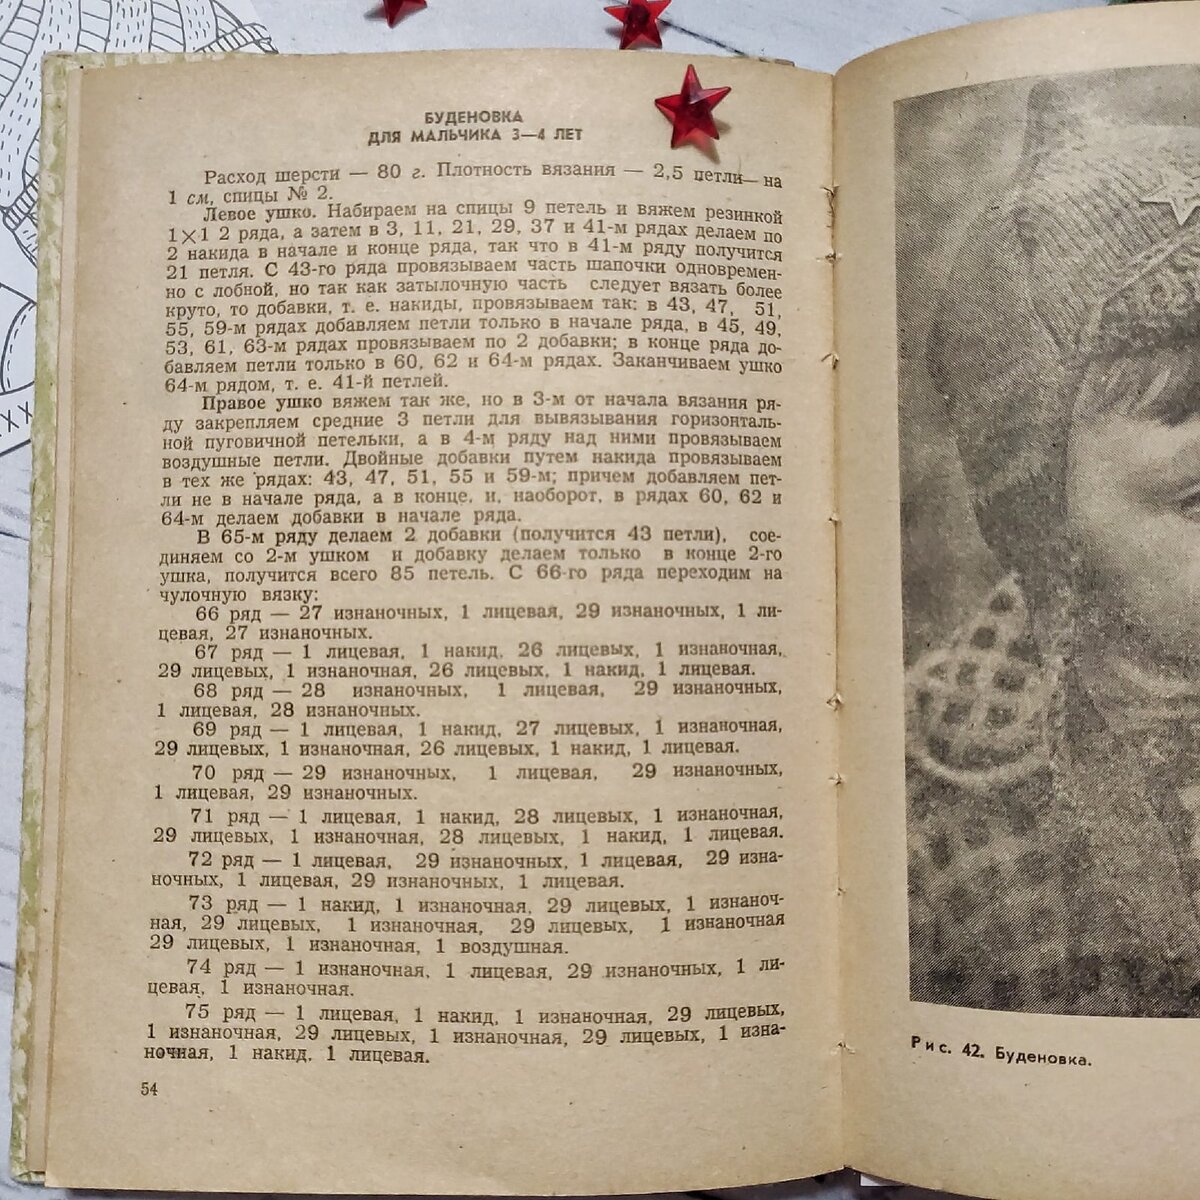 БУДЕНОВКА
ДЛЯ МАЛЬЧИКА 3—4 ЛЕТ
Расход шерсти — 80 г. Плотность вязания — 2,5 петли на
1 см, спицы № 2.
Левое ушко. Набираем на спицы 9 петель и вяжем резинкой
1×1 2 ряда, а затем в 3, 11, 21, 29, 37 и 41-м рядах делаем по
2 накида в начале и конце ряда, так что в 41-м ряду получится
21 петля. С 43-го ряда провязываем часть шапочки одновремен-
но с лобной, но так как затылочную часть следует вязать более
круто, то добавки, т. е. накиды, провязываем так: в 43, 47, 51,
55, 59-м рядах добавляем петли только в начале ряда, в 45, 49,
53, 61, 63-м рядах провязываем по 2 добавки; в конце ряда до-
бавляем петли только в 60, 62 и 64-м рядах. Заканчиваем ушко
64-м рядом, т. е. 41-й петлей.
Правое ушко вяжем так же, но в 3-м от начала вязания ря-
ду закрепляем средние 3 петли для вывязывания горизонталь-
ной пуговичной петельки, а в 4-м ряду над ними провязываем
воздушные петли. Двойные добавки путем накида провязываем
в тех же рядах: 43, 47, 51, 55 и 59-м; причем добавляем пет-
ли не в начале ряда, а в конце, и, наоборот, в рядах 60, 62 и
64-м делаем добавки в начале ряда.
В 65-м ряду делаем 2 добавки (получится 43 петли), сое-
диняем со 2-м ушком и добавку делаем только в конце 2-го
ушка, получится всего 85 петель. С 66-го ряда переходим на
чулочную вязку:
66 ряд — 27 изнаночных, 1 лицевая, 29 изнаночных, 1 ли-
цевая, 27 изнаночных.
67 ряд — 1 лицевая, 1 накид, 26 лицевых, 1 изнаночная,
29 лицевых, 1 изнаночная, 26 лицевых, 1 накид, 1 лицевая.
68 ряд — 28 изнаночных, 1 лицевая, 29 изнаночных,
1 лицевая, 28 изнаночных.
69 ряд — 1 лицевая, 1 накид, 27 лицевых, 1 изнаночная,
29 лицевых, 1 изнаночная, 26 лицевых, 1 накид, 1 лицевая.
70 ряд — 29 изнаночных, 1 лицевая, 29 изнаночных,
1 лицевая, 29 изнаночных.
71 ряд — 1 лицевая, 1 накид, 28 лицевых, 1 изнаночная,
29 лицевых, 1 изнаночная, 28 лицевых, 1 накид, 1 лицевая.
72 ряд — 1 лицевая, 29 изнаночных, 1 лицевая, 29 изна-
ночных, 1 лицевая, 29 изнаночных, 1 лицевая.
73 ряд — 1 накид, 1 изнаночная, 29 лицевых, 1 изнаноч-
ная, 29 лицевых, 1 изнаночная, 29 лицевых, 1 изнаночная
29 лицевых, 1 изнаночная, 1 воздушная.
74 ряд — 1 изнаночная, 1 лицевая, 29 изнаночных, 1 ли-
цевая, 1 изнаночная.
75 ряд — 1 лицевая, 1 накид, 1 изнаночная, 29 лицевых,
1 изнаночная, 29 лицевых, 1 изнаночная, 29 лицевых, 1 изна-
ночная, 1 накид, 1 лицевая.
54
Рис. 42. Буденовка.